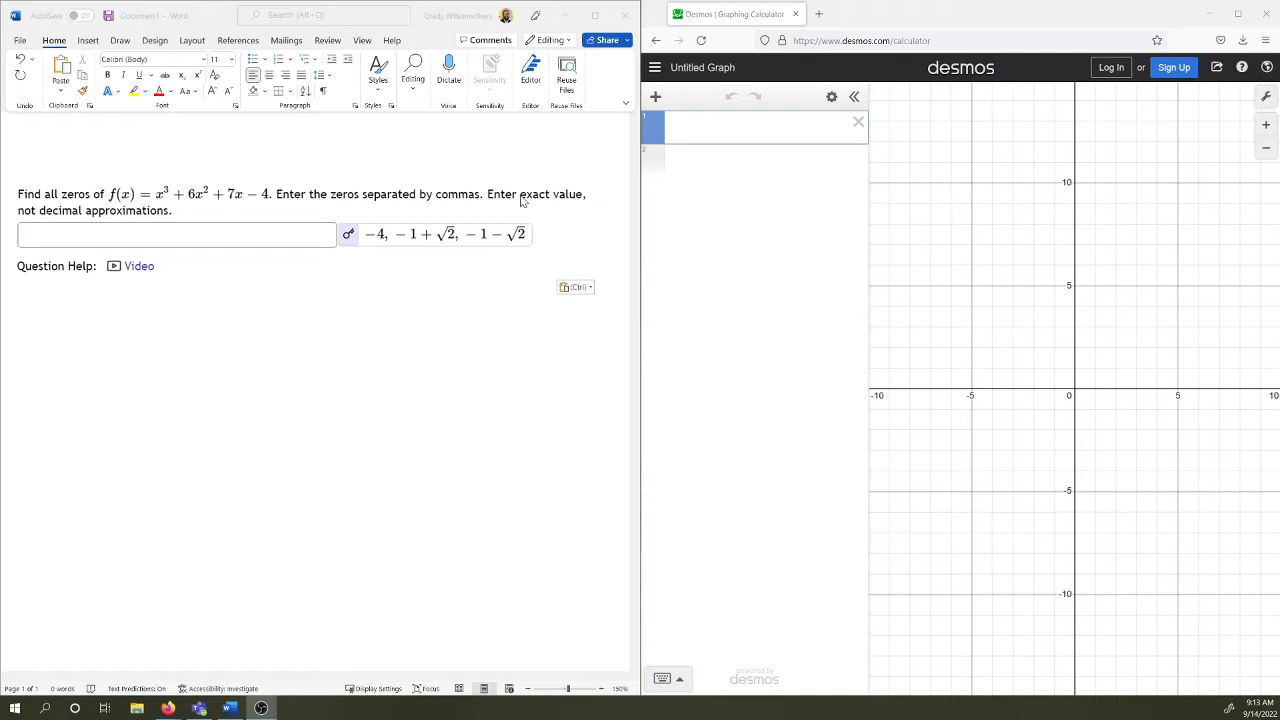 AutoSave Off Document1 - Word Search (Alt+Q) Grady Wilsonwithers
File Home Insert Draw Design Layout References Mailings Review View Help Comments Editing Share
Calibri (Body) 11
Paste Styles Editing Dictate Sensitivity Editor Reuse Files
Undo Clipboard Font Paragraph Styles Voice Sensitivity Editor Reuse Files
Find all zeros of f(x) = x³ + 6x² + 7x − 4. Enter the zeros separated by commas. Enter exact value,
not decimal approximations.
−4, −1 + √2, −1 − √2
Question Help: Video
(Ctrl)
Page 1 of 1 0 words Text Predictions: On Accessibility: Investigate Display Settings Focus 150%
Desmos | Graphing Calculator
https://www.desmos.com/calculator
Untitled Graph desmos Log In or Sign Up
1
2
10
5
-10 -5 0 5 10
-5
-10
powered by
desmos
9:13 AM
9/14/2022